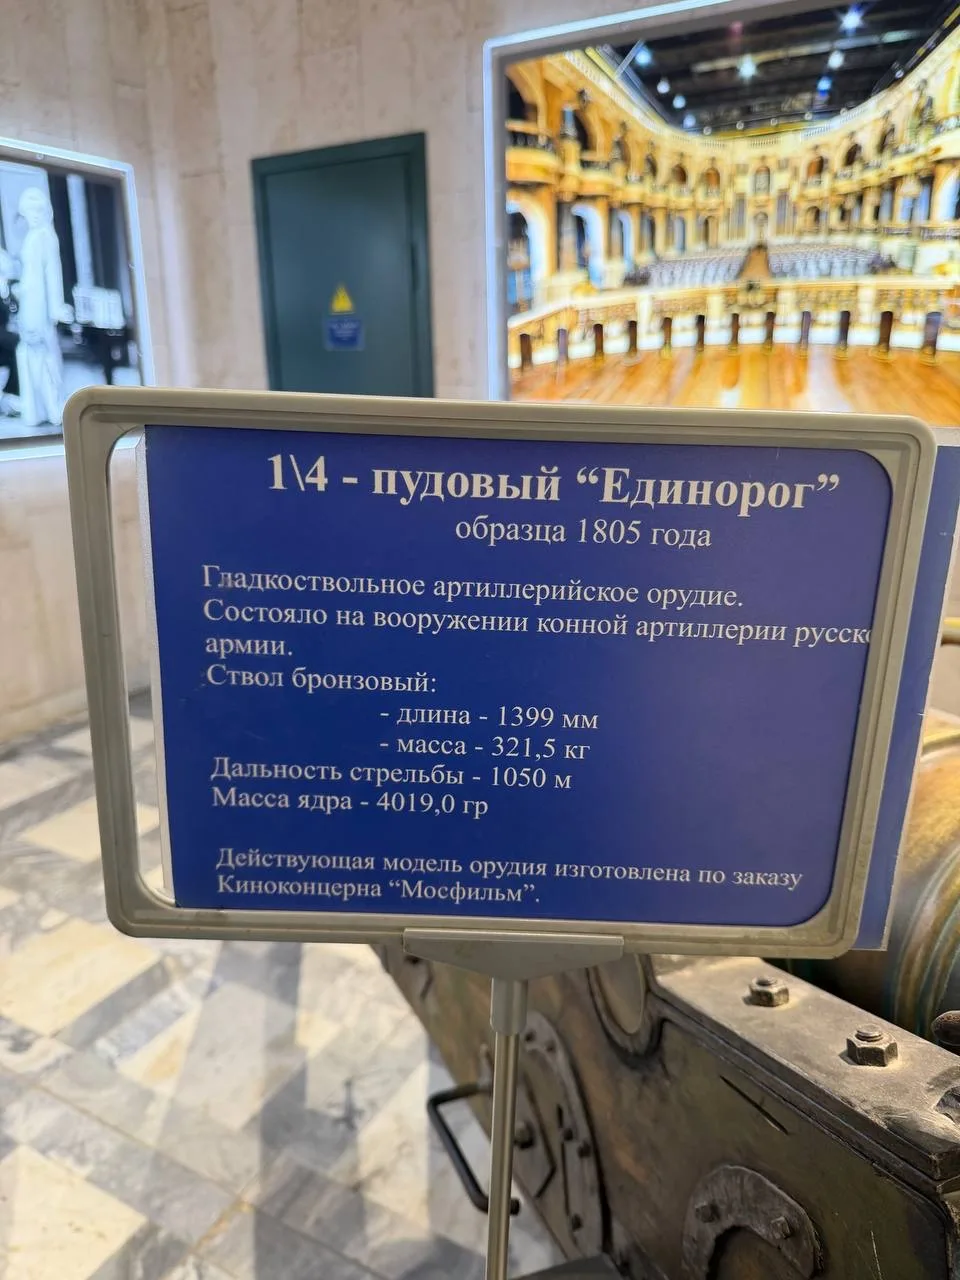 1\4 - пудовый “Единорог”
образца 1805 года
Гладкоствольное артиллерийское орудие.
Состояло на вооружении конной артиллерии русск
армии.
Ствол бронзовый:
- длина - 1399 мм
- масса - 321,5 кг
Дальность стрельбы - 1050 м
Масса ядра - 4019,0 гр
Действующая модель орудия изготовлена по заказу
Киноконцерна “Мосфильм”.